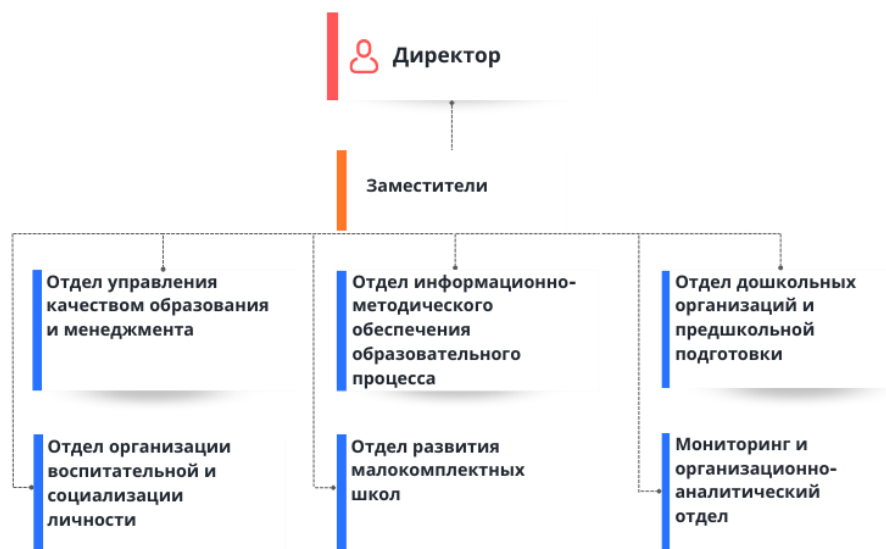 Директор
Заместители
Отдел управления
качеством образования
и менеджмента
Отдел информационно-
методического
обеспечения
образовательного
процесса
Отдел дошкольных
организаций и
предшкольной
подготовки
Отдел организации
воспитательной и
социализации
личности
Отдел развития
малокомплектных
школ
Мониторинг и
организационно-
аналитический
отдел